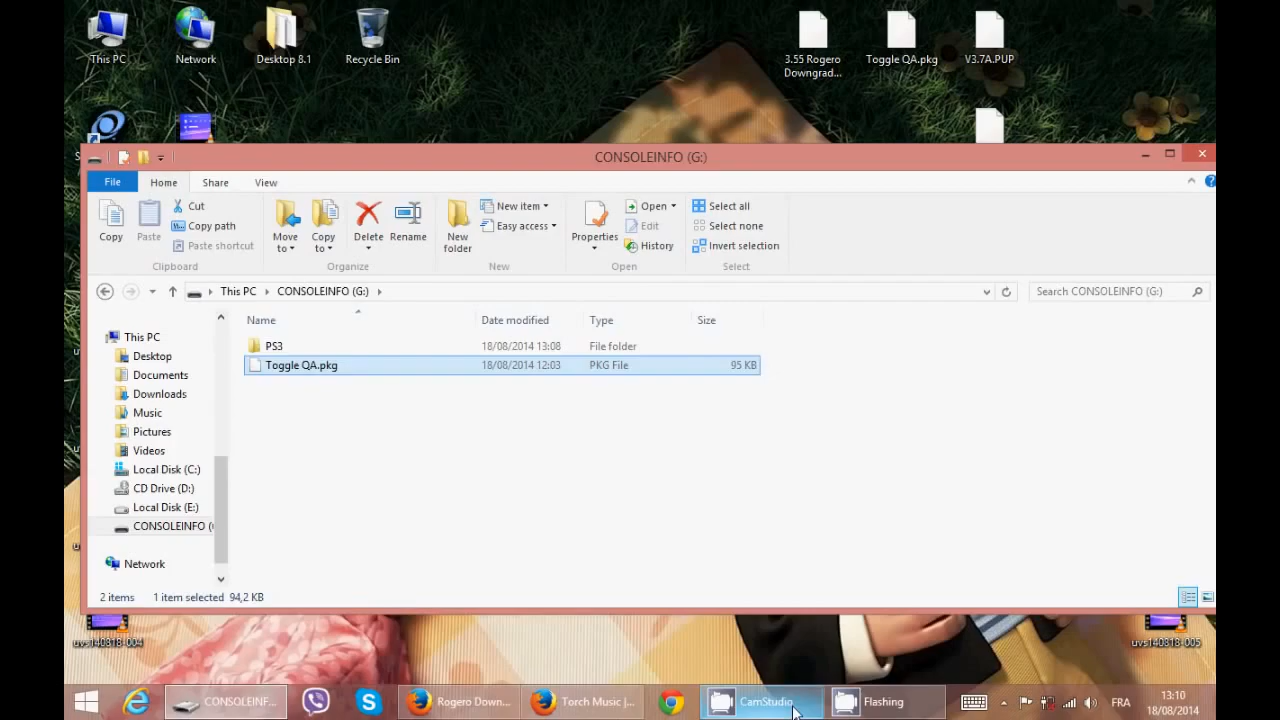 This PC
Network
Desktop 8.1
Recycle Bin
3.55 Rogero
Downgrad...
Toggle QA.pkg
V3.7A.PUP
CONSOLEINFO (G:)
File
Home
Share
View
Copy
Paste
Cut
Copy path
Paste shortcut
Clipboard
Move
to
Copy
to
Delete
Rename
Organize
New
folder
New item
Easy access
New
Properties
Open
Edit
History
Open
Select all
Select none
Invert selection
Select
This PC
CONSOLEINFO (G:)
Search CONSOLEINFO (G:)
Name
Date modified
Type
Size
PS3
18/08/2014 13:08
File folder
Toggle QA.pkg
18/08/2014 12:03
PKG File
95 KB
This PC
Desktop
Documents
Downloads
Music
Pictures
Videos
Local Disk (C:)
CD Drive (D:)
Local Disk (E:)
CONSOLEINFO (
Network
2 items
1 item selected 94,2 KB
uvs140818-004
uvs140818-005
CONSOLEINF...
Rogero Down...
Torch Music |...
CamStudio
Flashing
FRA
13:10
18/08/2014